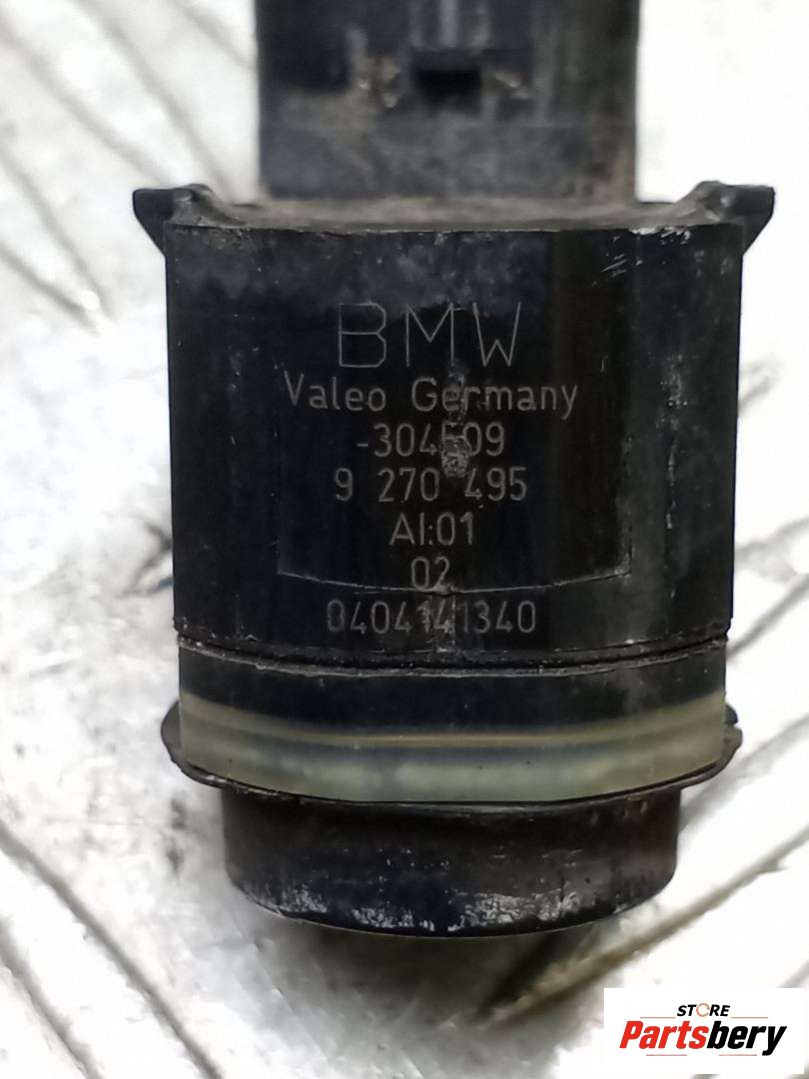 BMW
Valeo Germany
-304509
9 270 495
AI:01
02
0404141340
STORE
Partsbery